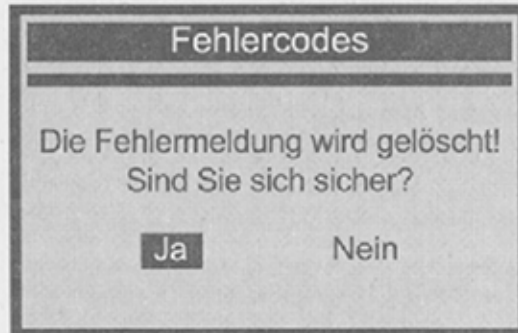 Fehlercodes
Die Fehlermeldung wird gelöscht!
Sind Sie sich sicher?
Ja Nein